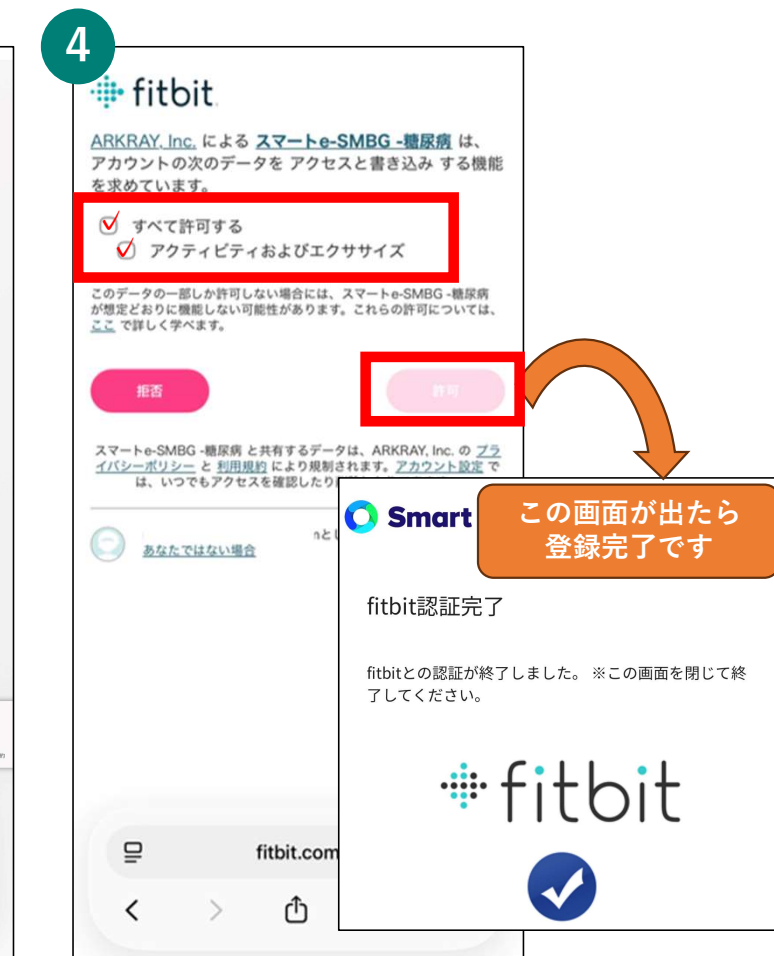 4
fitbit
ARKRAY, Inc. による スマートe-SMBG -糖尿病 は、
アカウントの次のデータを アクセスと書き込み する機能
を求めています。
すべて許可する
アクティビティおよびエクササイズ
このデータの一部しか許可しない場合には、スマートe-SMBG -糖尿病
が想定どおりに機能しない可能性があります。これらの許可については、
ここ で詳しく学べます。
拒否
許可
スマートe-SMBG -糖尿病 と共有するデータは、ARKRAY, Inc. の プラ
イバシーポリシー と 利用規約 により規制されます。アカウント設定 で
は、いつでもアクセスを確認したり
あなたではない場合
Smart
この画面が出たら
登録完了です
fitbit認証完了
fitbitとの認証が終了しました。 ※この画面を閉じて終
了してください。
fitbit
fitbit.com